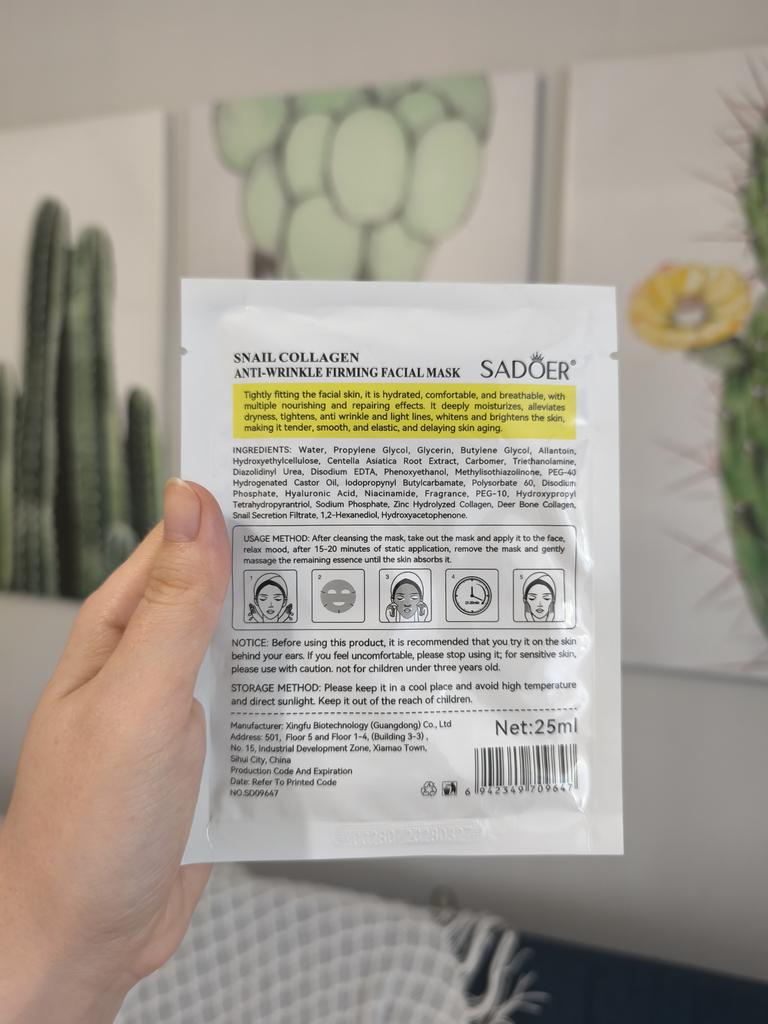 SNAIL COLLAGEN
ANTI-WRINKLE FIRMING FACIAL MASK
SADOER®
Tightly fitting the facial skin, it is hydrated, comfortable, and breathable, with
multiple nourishing and repairing effects. It deeply moisturizes, alleviates
dryness, tightens, anti wrinkle and light lines, whitens and brightens the skin,
making it tender, smooth, and elastic, and delaying skin aging.
INGREDIENTS: Water, Propylene Glycol, Glycerin, Butylene Glycol, Allantoin,
Hydroxyethylcellulose, Centella Asiatica Root Extract, Carbomer, Triethanolamine,
Diazolidinyl Urea, Disodium EDTA, Phenoxyethanol, Methylisothiazolinone, PEG-40
Hydrogenated Castor Oil, Iodopropynyl Butylcarbamate, Polysorbate 60, Disodium
Phosphate, Hyaluronic Acid, Niacinamide, Fragrance, PEG-10, Hydroxypropyl
Tetrahydropyrantriol, Sodium Phosphate, Zinc Hydrolyzed Collagen, Deer Bone Collagen,
Snail Secretion Filtrate, 1,2-Hexanediol, Hydroxyacetophenone.
USAGE METHOD: After cleansing the mask, take out the mask and apply it to the face,
relax mood, after 15-20 minutes of static application, remove the mask and gently
massage the remaining essence until the skin absorbs it.
1 2 3 4 5
NOTICE: Before using this product, it is recommended that you try it on the skin
behind your ears. If you feel uncomfortable, please stop using it; for sensitive skin,
please use with caution. not for children under three years old.
STORAGE METHOD: Please keep it in a cool place and avoid high temperature
and direct sunlight. Keep it out of the reach of children.
Manufacturer: Xingfu Biotechnology (Guangdong) Co., Ltd
Address: 501, Floor 5 and Floor 1-4, (Building 3-3) ,
No. 15, Industrial Development Zone, Xiamao Town,
Sihui City, China
Production Code And Expiration
Date: Refer To Printed Code
NO.SD09647
Net:25ml
6 942349 709647